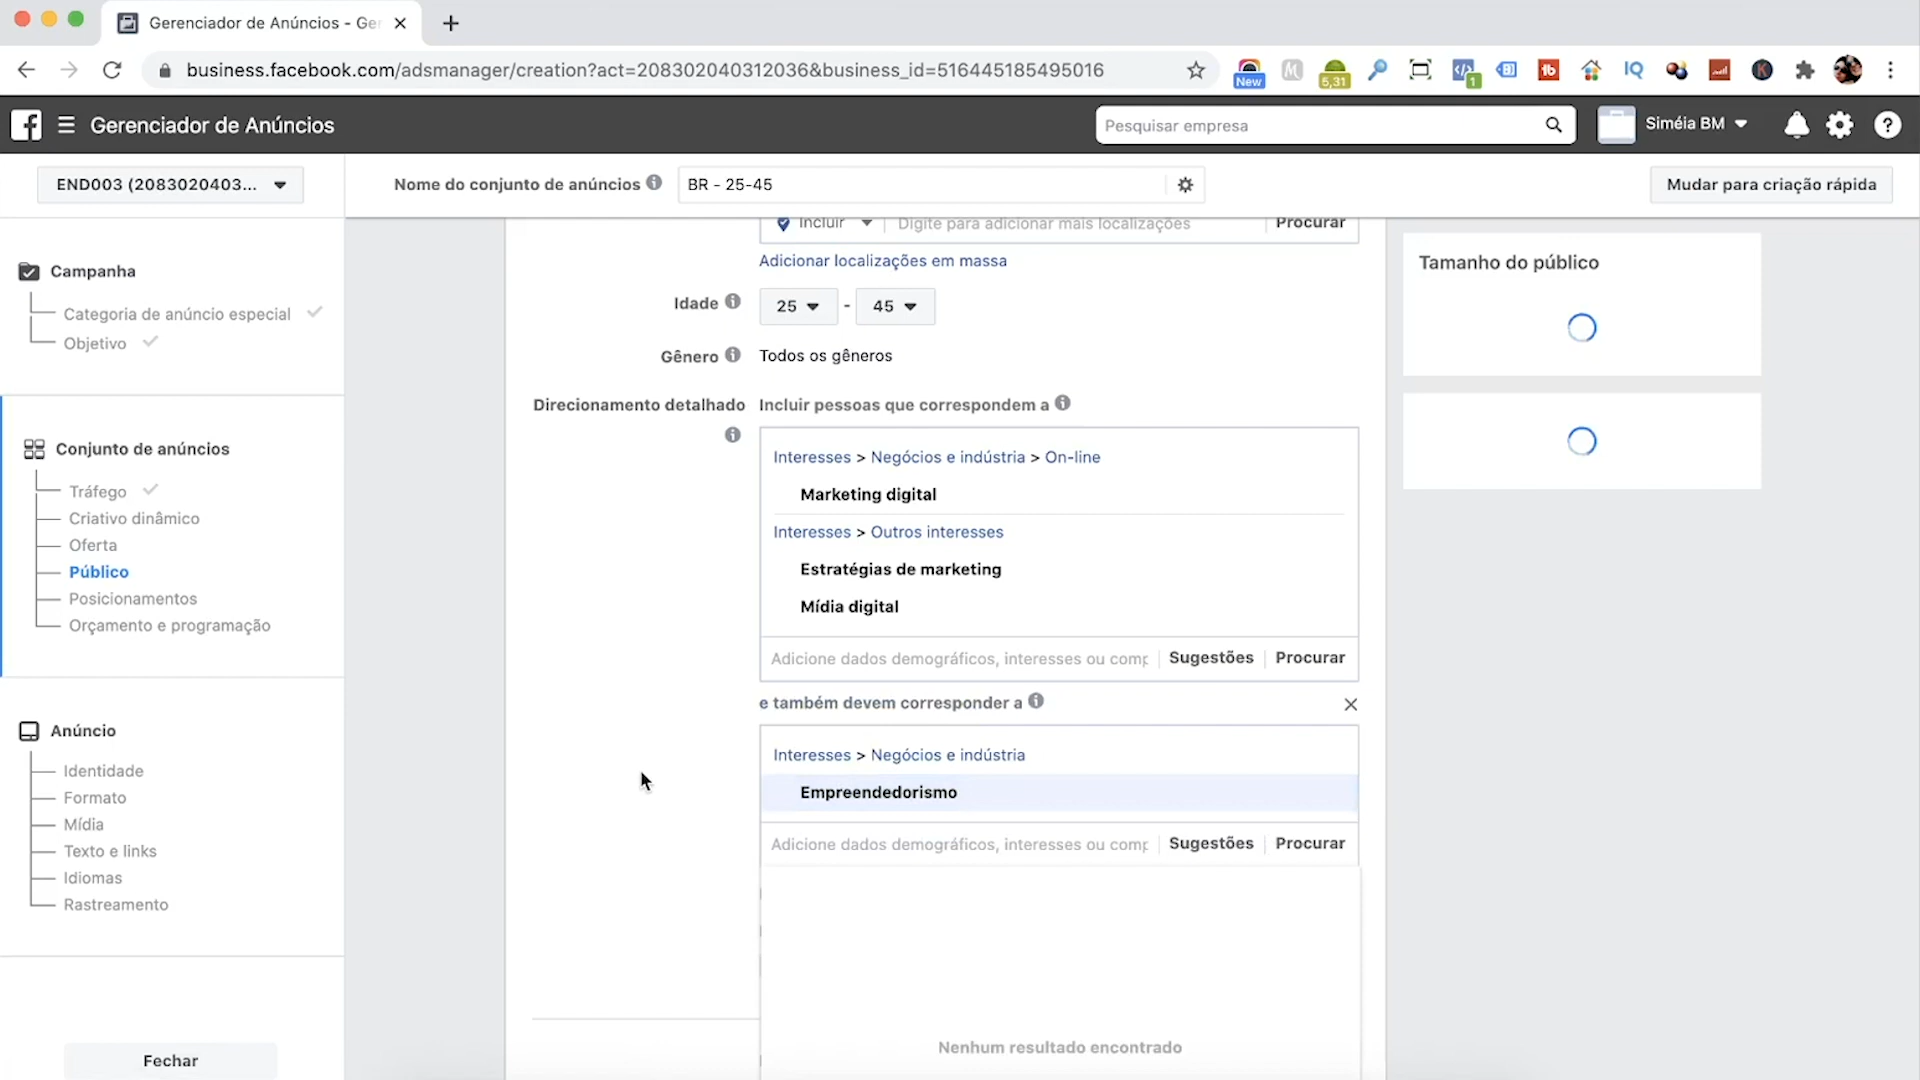 Gerenciador de Anúncios - Ger
business.facebook.com/adsmanager/creation?act=208302040312036&business_id=516445185495016
New
5,31
1
Gerenciador de Anúncios
Pesquisar empresa
Siméia BM
END003 (2083020403...
Nome do conjunto de anúncios
BR - 25-45
Mudar para criação rápida
Campanha
Categoria de anúncio especial
Objetivo
Conjunto de anúncios
Tráfego
Criativo dinâmico
Oferta
Público
Posicionamentos
Orçamento e programação
Anúncio
Identidade
Formato
Mídia
Texto e links
Idiomas
Rastreamento
Fechar
Incluir
Digite para adicionar mais localizações
Procurar
Adicionar localizações em massa
Idade
25 - 45
Gênero
Todos os gêneros
Direcionamento detalhado
Incluir pessoas que correspondem a
Interesses > Negócios e indústria > On-line
Marketing digital
Interesses > Outros interesses
Estratégias de marketing
Mídia digital
Adicione dados demográficos, interesses ou comp
Sugestões
Procurar
e também devem corresponder a
Interesses > Negócios e indústria
Empreendedorismo
Adicione dados demográficos, interesses ou comp
Sugestões
Procurar
Nenhum resultado encontrado
Tamanho do público